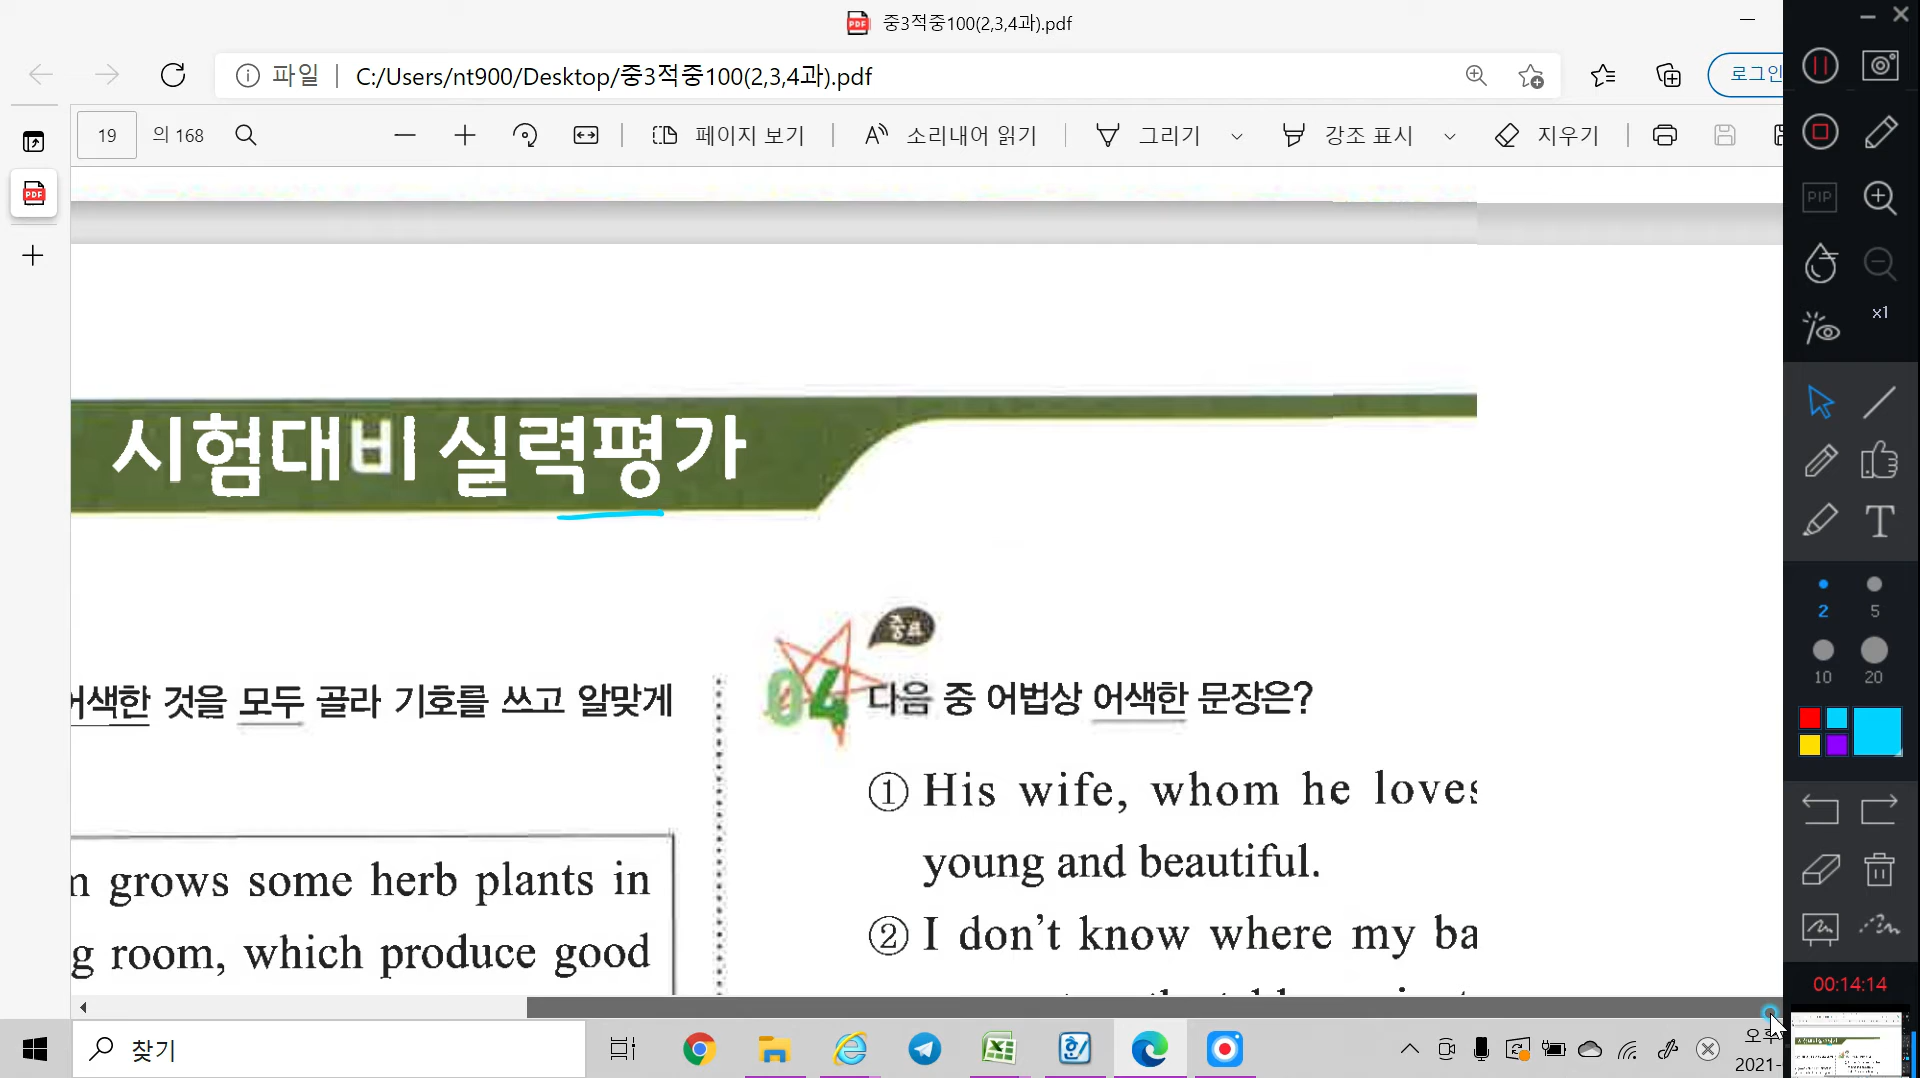 중3적중100(2,3,4과).pdf
파일
C:/Users/nt900/Desktop/중3적중100(2,3,4과).pdf
로그인
19 의 168
페이지 보기
소리내어 읽기
그리기
강조 표시
지우기
시험대비 실력평가
색한 것을 모두 골라 기호를 쓰고 알맞게
grows some herb plants in
g room, which produce good
중요
04 다음 중 어법상 어색한 문장은?
① His wife, whom he loves
young and beautiful.
② I don't know where my ba
PIP
x1
T
2 5
10 20
00:14:14
찾기
오후
2021-